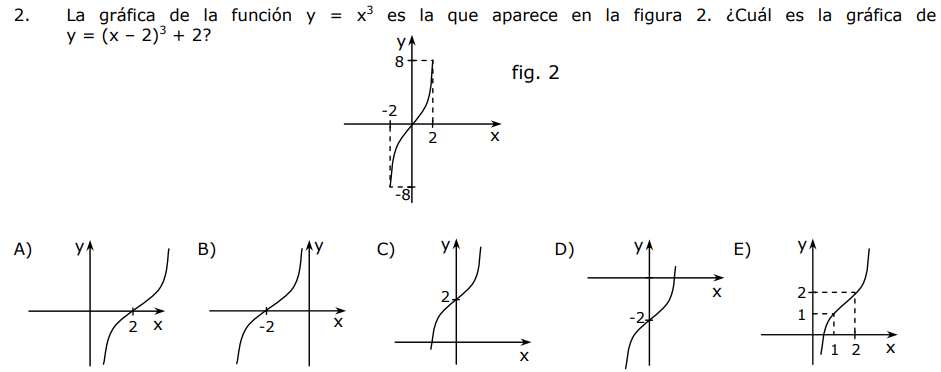 2. La gráfica de la función y = x³ es la que aparece en la figura 2. ¿Cuál es la gráfica de
y = (x – 2)³ + 2?
y
8
fig. 2
-2
2
x
-8
A) y
2 x
B) y
-2 x
C) y
2
x
D) y
x
-2
E) y
2
1
1 2 x